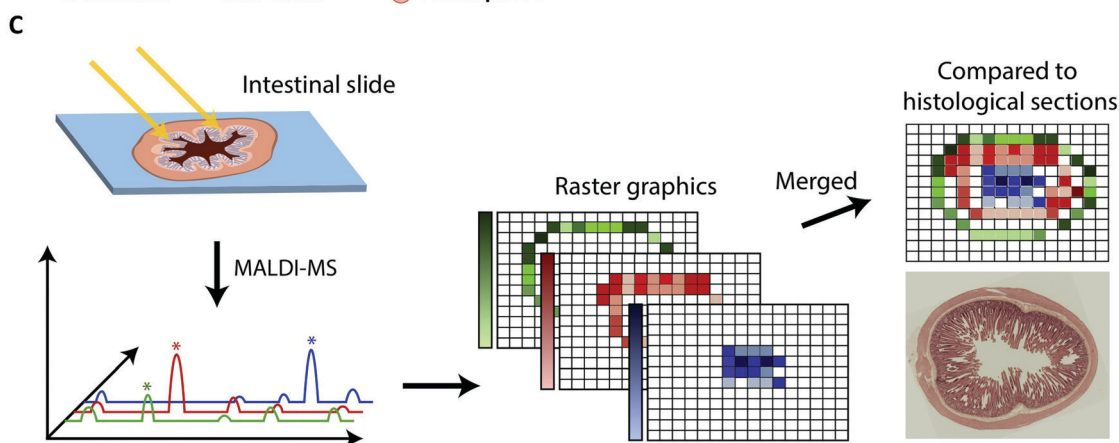 C
Intestinal slide
MALDI-MS
*
*
*
Raster graphics
Merged
Compared to
histological sections